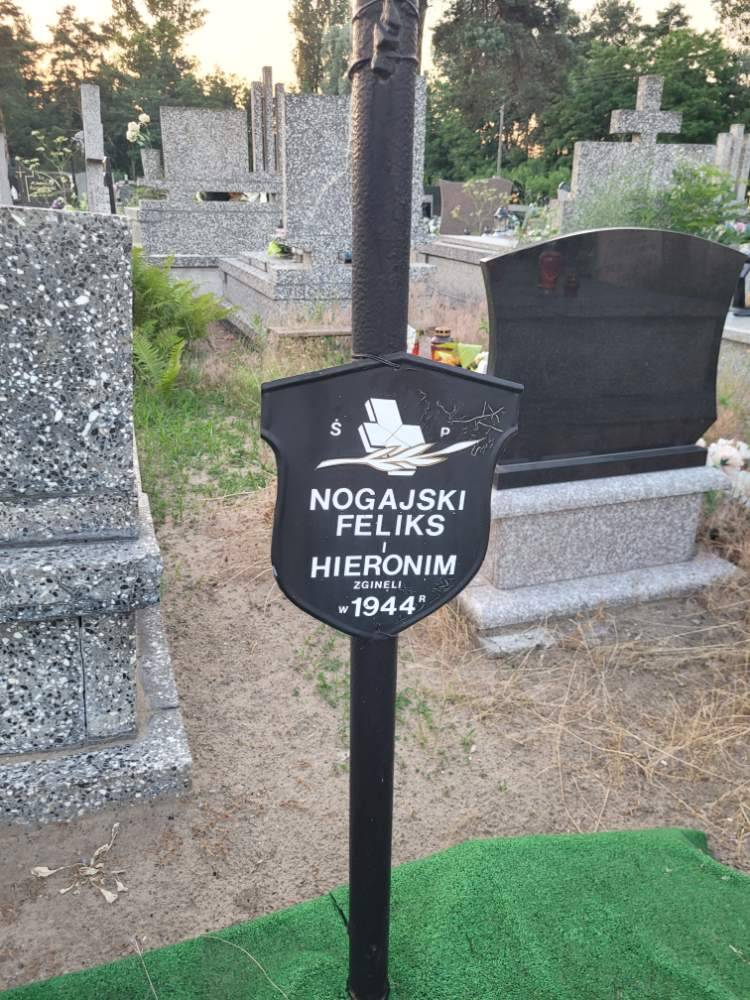 Ś P
NOGAJSKI
FELIKS
I
HIERONIM
ZGINĘLI
W 1944 R